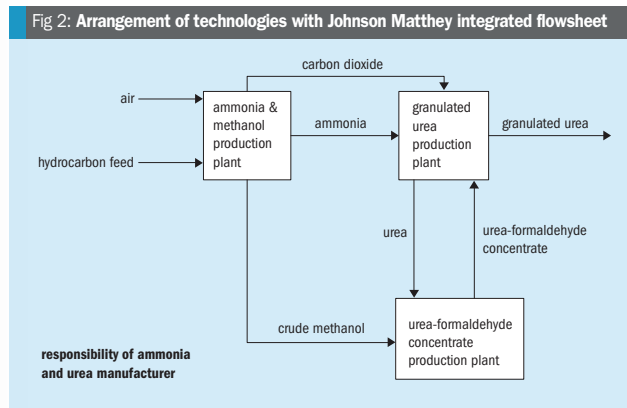 Fig 2: Arrangement of technologies with Johnson Matthey integrated flowsheet
carbon dioxide
air
ammonia &
methanol
production
plant
hydrocarbon feed
ammonia
granulated
urea
production
plant
granulated urea
urea
urea-formaldehyde
concentrate
crude methanol
urea-formaldehyde
concentrate
production plant
responsibility of ammonia
and urea manufacturer